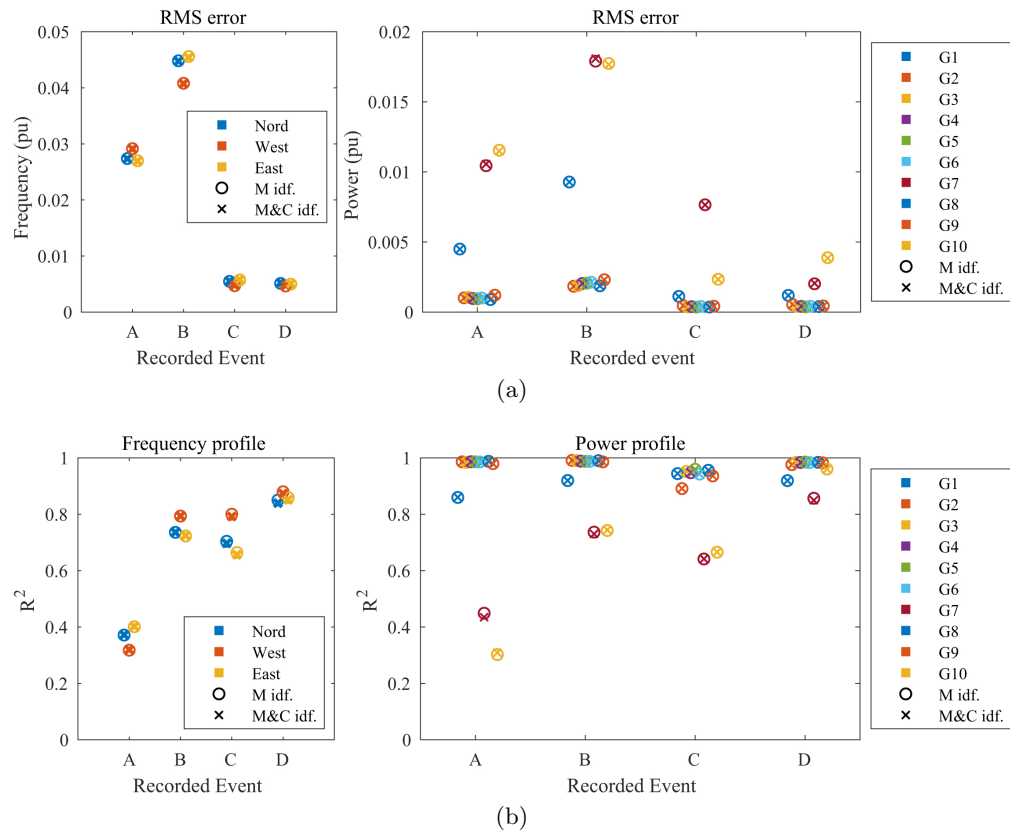 RMS error
Frequency (pu)
0.05
0.04
0.03
0.02
0.01
0
A B C D
Recorded Event
Nord
West
East
M idf.
M&C idf.
RMS error
Power (pu)
0.02
0.015
0.01
0.005
0
A B C D
Recorded event
G1
G2
G3
G4
G5
G6
G7
G8
G9
G10
M idf.
M&C idf.
(a)
Frequency profile
R2
1
0.8
0.6
0.4
0.2
0
A B C D
Recorded Event
Nord
West
East
M idf.
M&C idf.
Power profile
R2
1
0.8
0.6
0.4
0.2
0
A B C D
Recorded Event
G1
G2
G3
G4
G5
G6
G7
G8
G9
G10
M idf.
M&C idf.
(b)